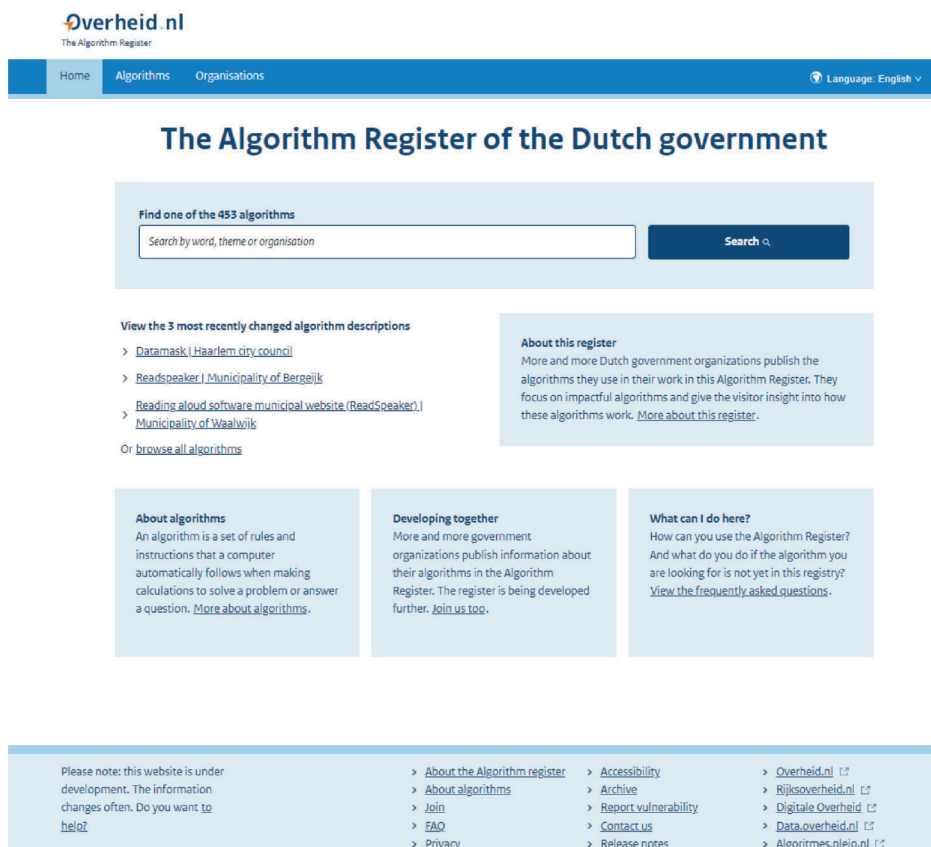 Overheid.nl
The Algorithm Register
Home
Algorithms
Organisations
Language: English
The Algorithm Register of the Dutch government
Find one of the 453 algorithms
Search by word, theme or organisation
Search
View the 3 most recently changed algorithm descriptions
Datamask | Haarlem city council
Readspeaker | Municipality of Bergeijk
Reading aloud software municipal website (ReadSpeaker) |
Municipality of Waalwijk
Or browse all algorithms
About this register
More and more Dutch government organizations publish the
algorithms they use in their work in this Algorithm Register. They
focus on impactful algorithms and give the visitor insight into how
these algorithms work. More about this register.
About algorithms
An algorithm is a set of rules and
instructions that a computer
automatically follows when making
calculations to solve a problem or answer
a question. More about algorithms.
Developing together
More and more government
organizations publish information about
their algorithms in the Algorithm
Register. The register is being developed
further. Join us too.
What can I do here?
How can you use the Algorithm Register?
And what do you do if the algorithm you
are looking for is not yet in this registry?
View the frequently asked questions.
Please note: this website is under
development. The information
changes often. Do you want to
help?
About the Algorithm register
About algorithms
Join
FAQ
Privacy
Accessibility
Archive
Report vulnerability
Contact us
Release notes
Overheid.nl
Rijksoverheid.nl
Digitale Overheid
Data.overheid.nl
Algoritmes.pleio.nl